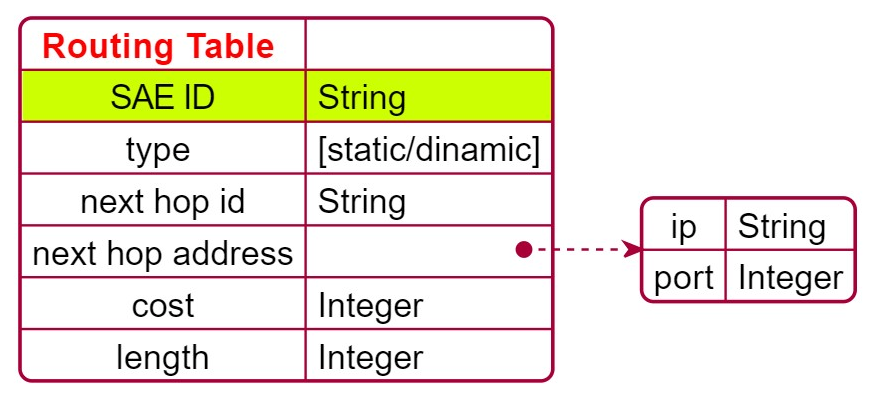 Routing Table
SAE ID String
type [static/dinamic]
next hop id String
next hop address
cost Integer
length Integer
ip String
port Integer